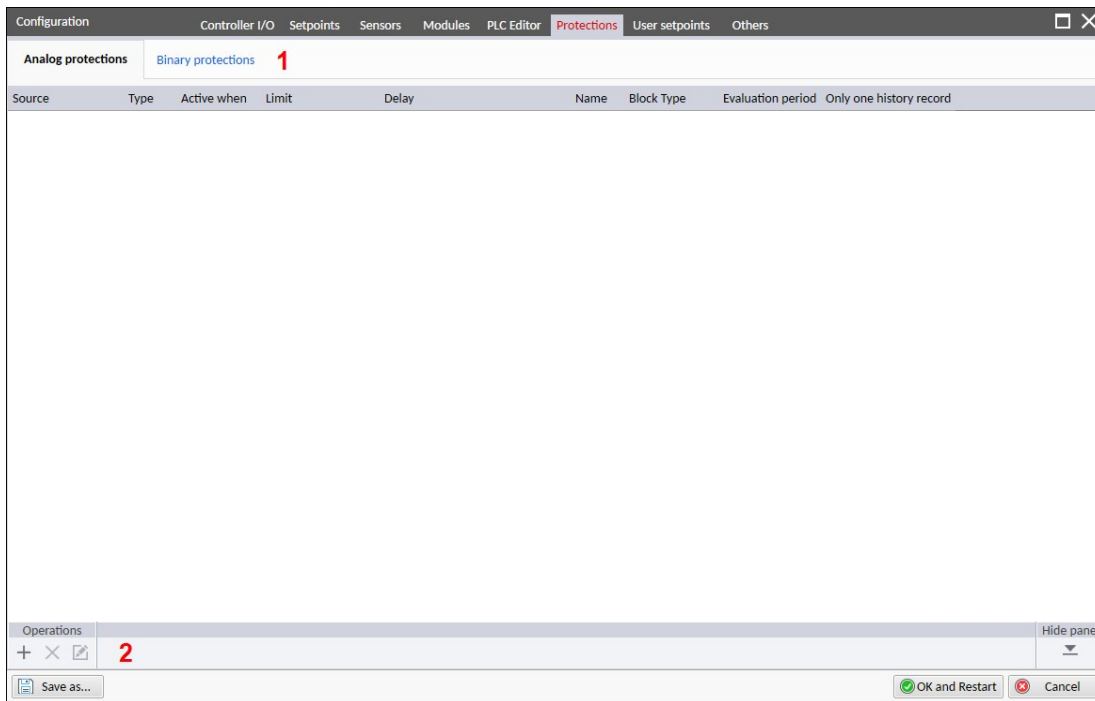 Configuration Controller I/O Setpoints Sensors Modules PLC Editor Protections User setpoints Others
Analog protections Binary protections 1
Source Type Active when Limit Delay Name Block Type Evaluation period Only one history record
Operations Hide pane
2
Save as... OK and Restart Cancel